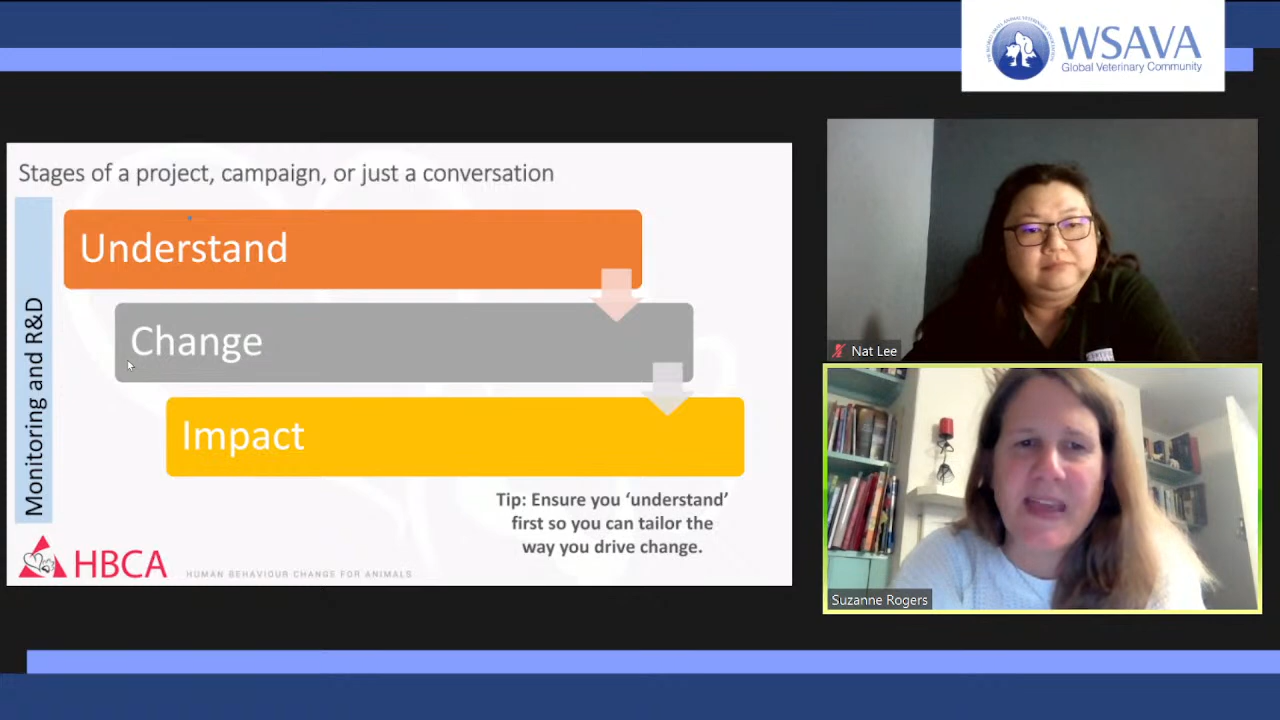 WSAVA
Global Veterinary Community
Stages of a project, campaign, or just a conversation
Monitoring and R&D
Understand
Change
Impact
Tip: Ensure you ‘understand’
first so you can tailor the
way you drive change.
HBCA
HUMAN BEHAVIOUR CHANGE FOR ANIMALS
Nat Lee
Suzanne Rogers